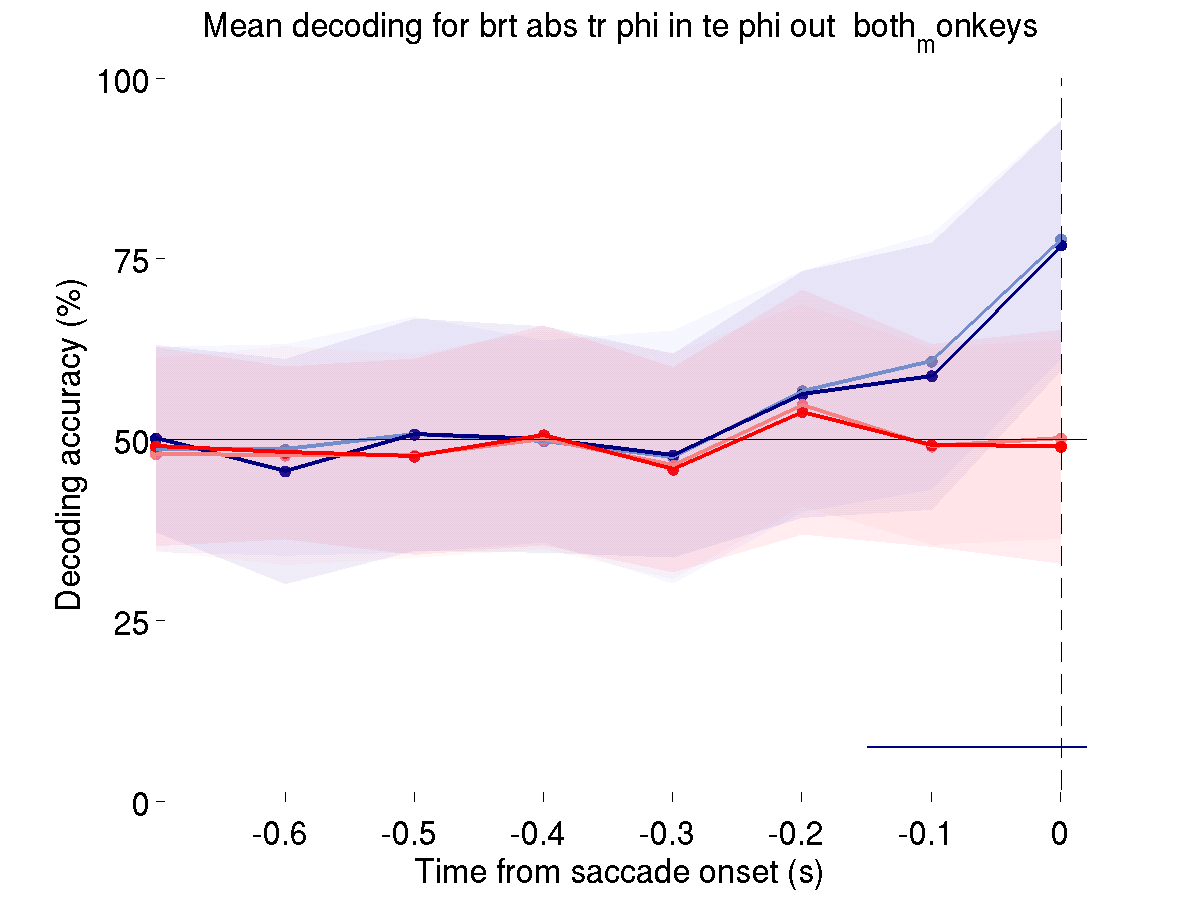 Mean decoding for brt abs tr phi in te phi out  both_monkeys
100
75
50
25
0
Decoding accuracy (%)
-0.6 -0.5 -0.4 -0.3 -0.2 -0.1 0
Time from saccade onset (s)